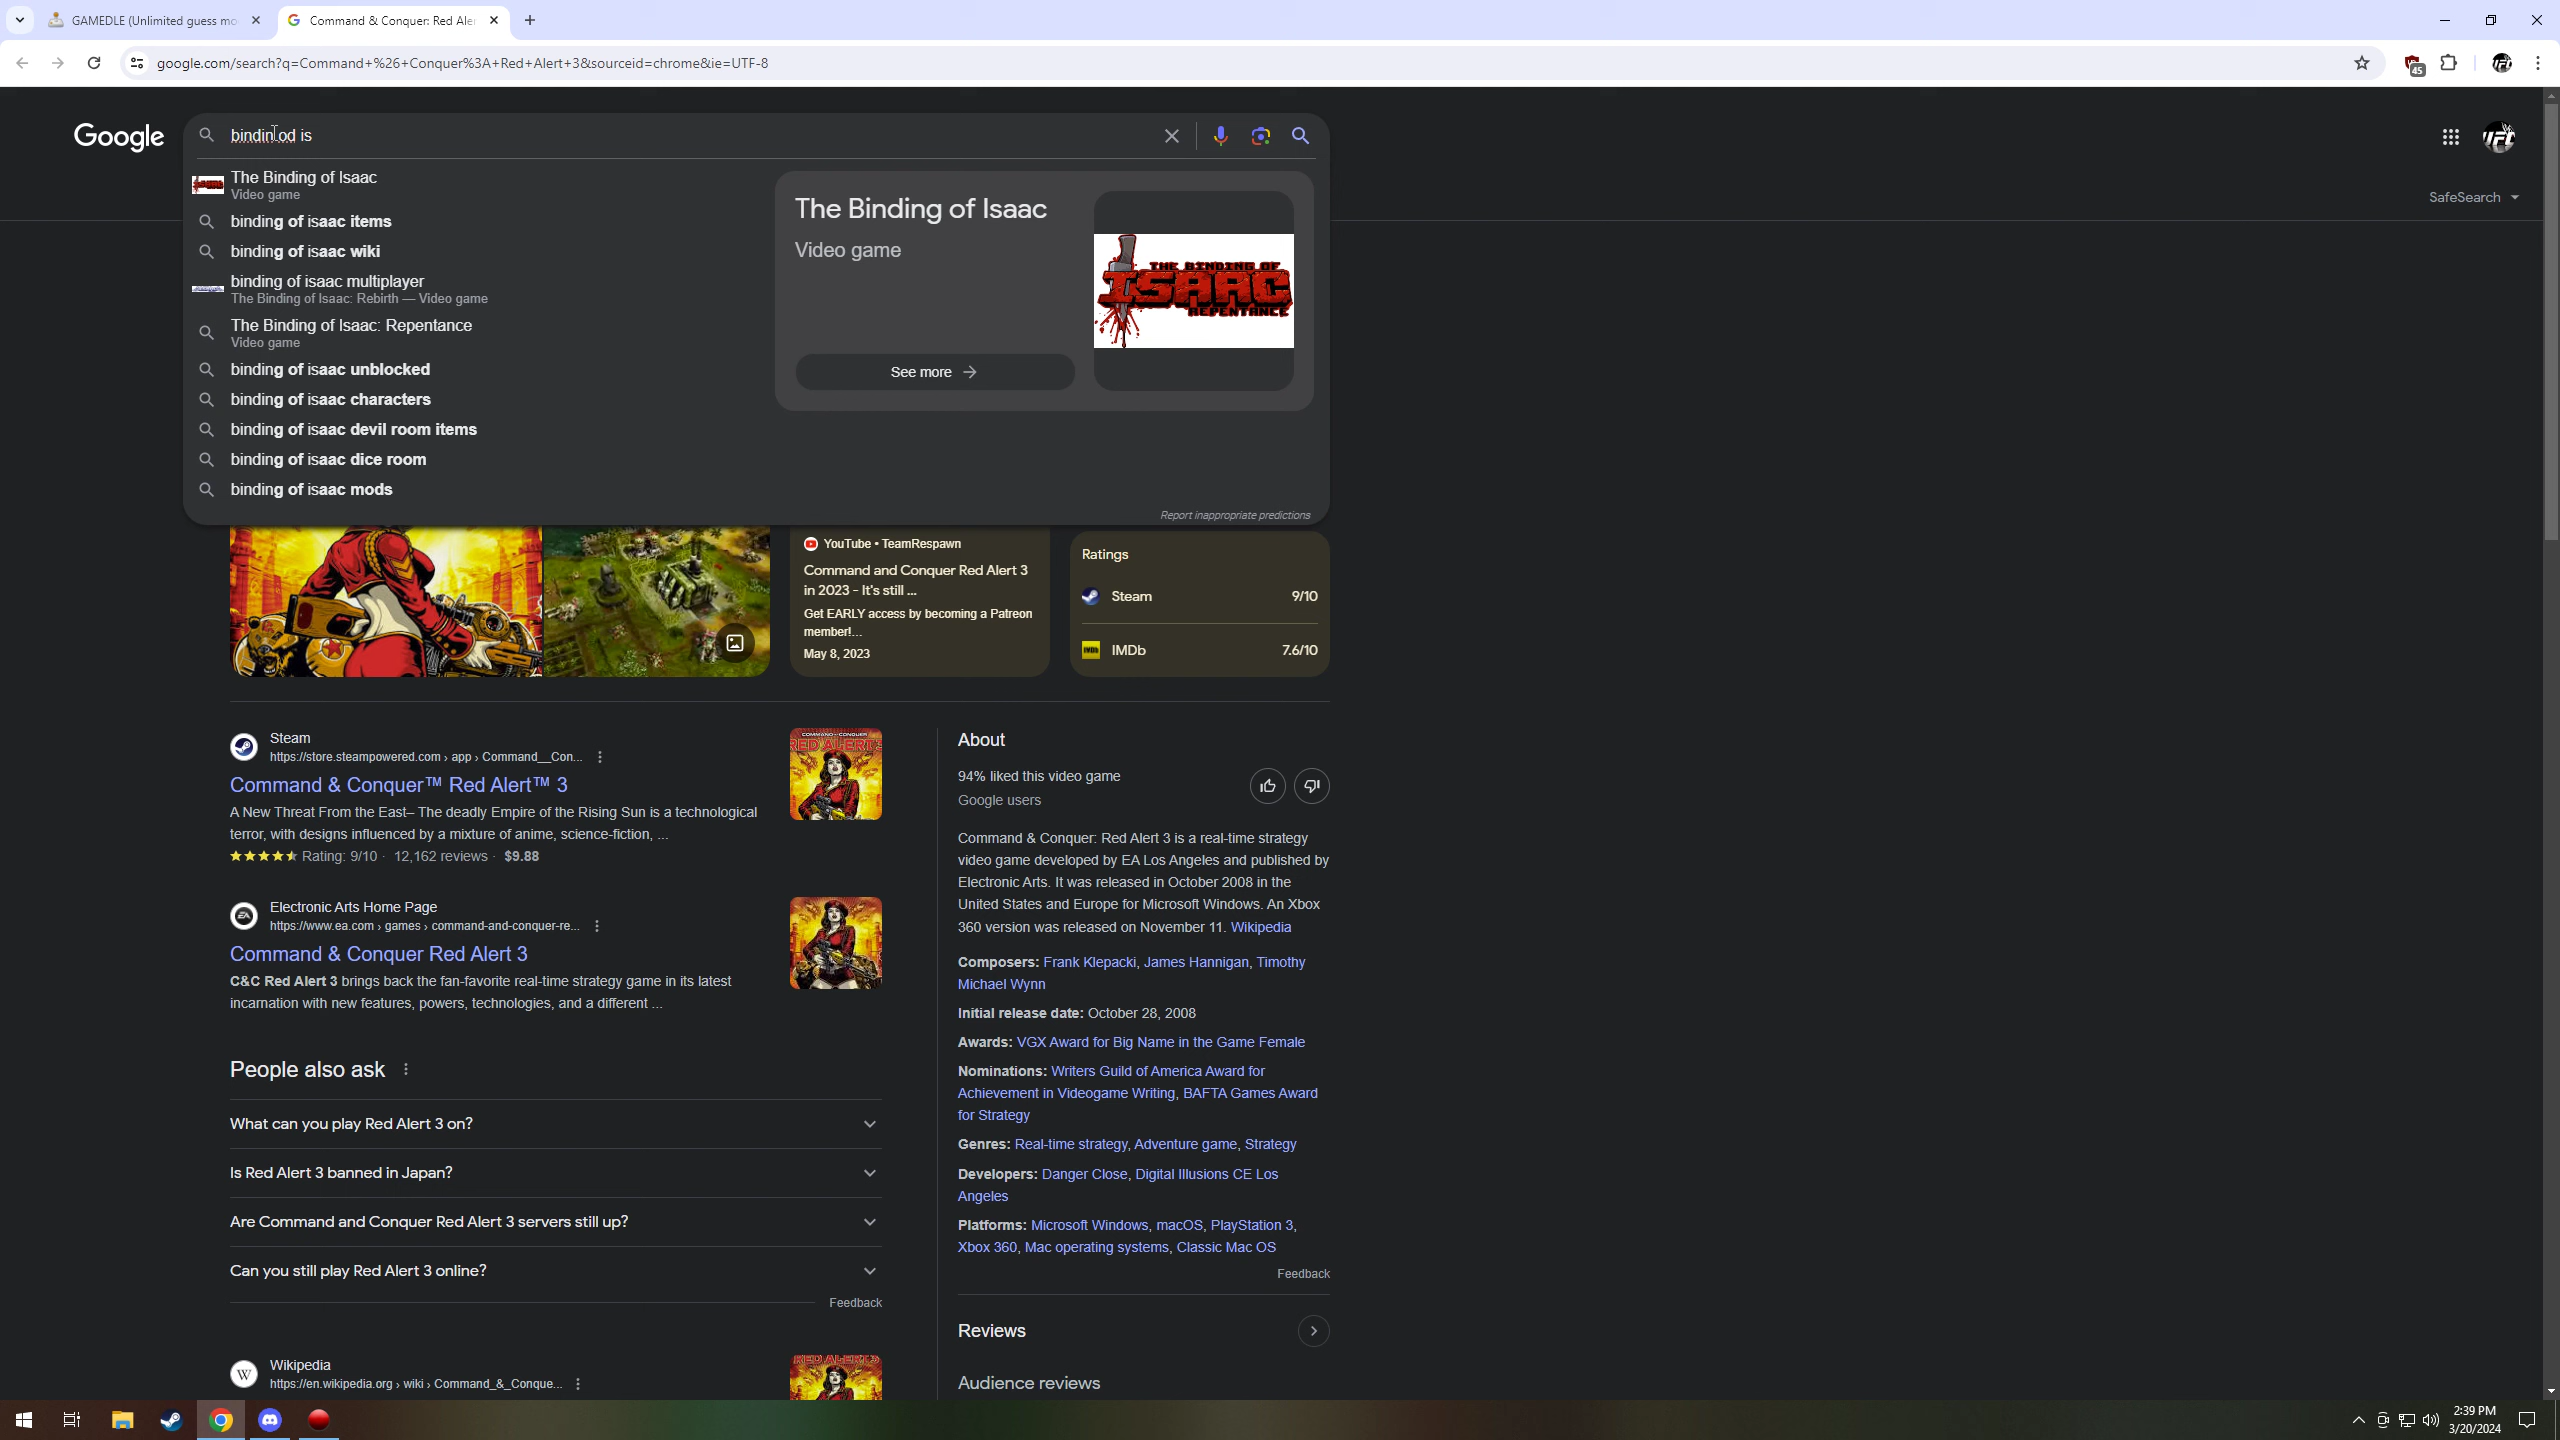 GAMEDLE (Unlimited guess mo
Command & Conquer: Red Aler
google.com/search?q=Command+%26+Conquer%3A+Red+Alert+3&sourceid=chrome&ie=UTF-8
45
Google
bindin od is
SafeSearch
The Binding of Isaac
Video game
binding of isaac items
binding of isaac wiki
binding of isaac multiplayer
The Binding of Isaac: Rebirth — Video game
The Binding of Isaac: Repentance
Video game
binding of isaac unblocked
binding of isaac characters
binding of isaac devil room items
binding of isaac dice room
binding of isaac mods
The Binding of Isaac
Video game
See more
THE BINDING OF
ISAAC
REPENTANCE
Report inappropriate predictions
YouTube • TeamRespawn
Command and Conquer Red Alert 3
in 2023 - It's still ...
Get EARLY access by becoming a Patreon
member!...
May 8, 2023
Ratings
Steam 9/10
IMDb 7.6/10
Steam
https://store.steampowered.com › app › Command__Con...
Command & Conquer™ Red Alert™ 3
A New Threat From the East– The deadly Empire of the Rising Sun is a technological
terror, with designs influenced by a mixture of anime, science-fiction, ...
Rating: 9/10 · 12,162 reviews · $9.88
Electronic Arts Home Page
https://www.ea.com › games › command-and-conquer-re...
Command & Conquer Red Alert 3
C&C Red Alert 3 brings back the fan-favorite real-time strategy game in its latest
incarnation with new features, powers, technologies, and a different ...
People also ask
What can you play Red Alert 3 on?
Is Red Alert 3 banned in Japan?
Are Command and Conquer Red Alert 3 servers still up?
Can you still play Red Alert 3 online?
Feedback
Wikipedia
https://en.wikipedia.org › wiki › Command_&_Conque...
About
94% liked this video game
Google users
Command & Conquer: Red Alert 3 is a real-time strategy
video game developed by EA Los Angeles and published by
Electronic Arts. It was released in October 2008 in the
United States and Europe for Microsoft Windows. An Xbox
360 version was released on November 11. Wikipedia
Composers: Frank Klepacki, James Hannigan, Timothy
Michael Wynn
Initial release date: October 28, 2008
Awards: VGX Award for Big Name in the Game Female
Nominations: Writers Guild of America Award for
Achievement in Videogame Writing, BAFTA Games Award
for Strategy
Genres: Real-time strategy, Adventure game, Strategy
Developers: Danger Close, Digital Illusions CE Los
Angeles
Platforms: Microsoft Windows, macOS, PlayStation 3,
Xbox 360, Mac operating systems, Classic Mac OS
Feedback
Reviews
Audience reviews
2:39 PM
3/20/2024